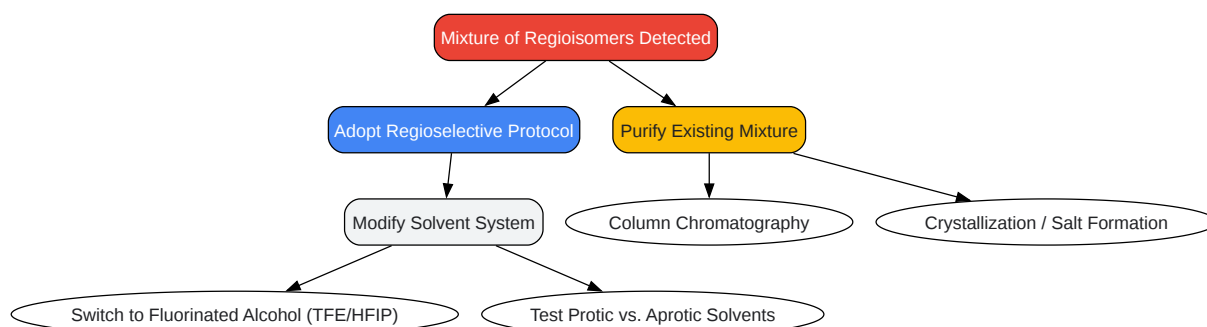 Mixture of Regioisomers Detected
Adopt Regioselective Protocol
Purify Existing Mixture
Modify Solvent System
Column Chromatography
Crystallization / Salt Formation
Switch to Fluorinated Alcohol (TFE/HFIP)
Test Protic vs. Aprotic Solvents